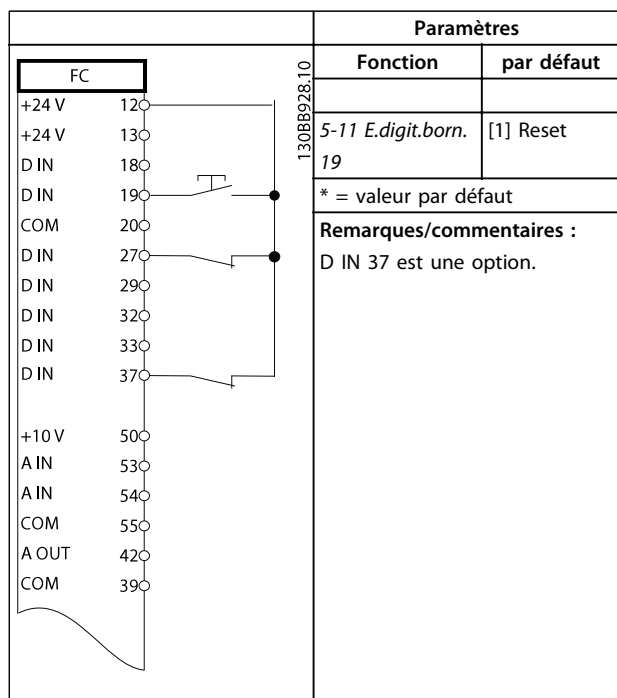 Paramètres
FC
Fonction
par défaut
130BB928.10
+24 V 12
+24 V 13
D IN 18
D IN 19
COM 20
D IN 27
D IN 29
D IN 32
D IN 33
D IN 37
+10 V 50
A IN 53
A IN 54
COM 55
A OUT 42
COM 39
5-11 E.digit.born.
19
[1] Reset
* = valeur par défaut
Remarques/commentaires :
D IN 37 est une option.